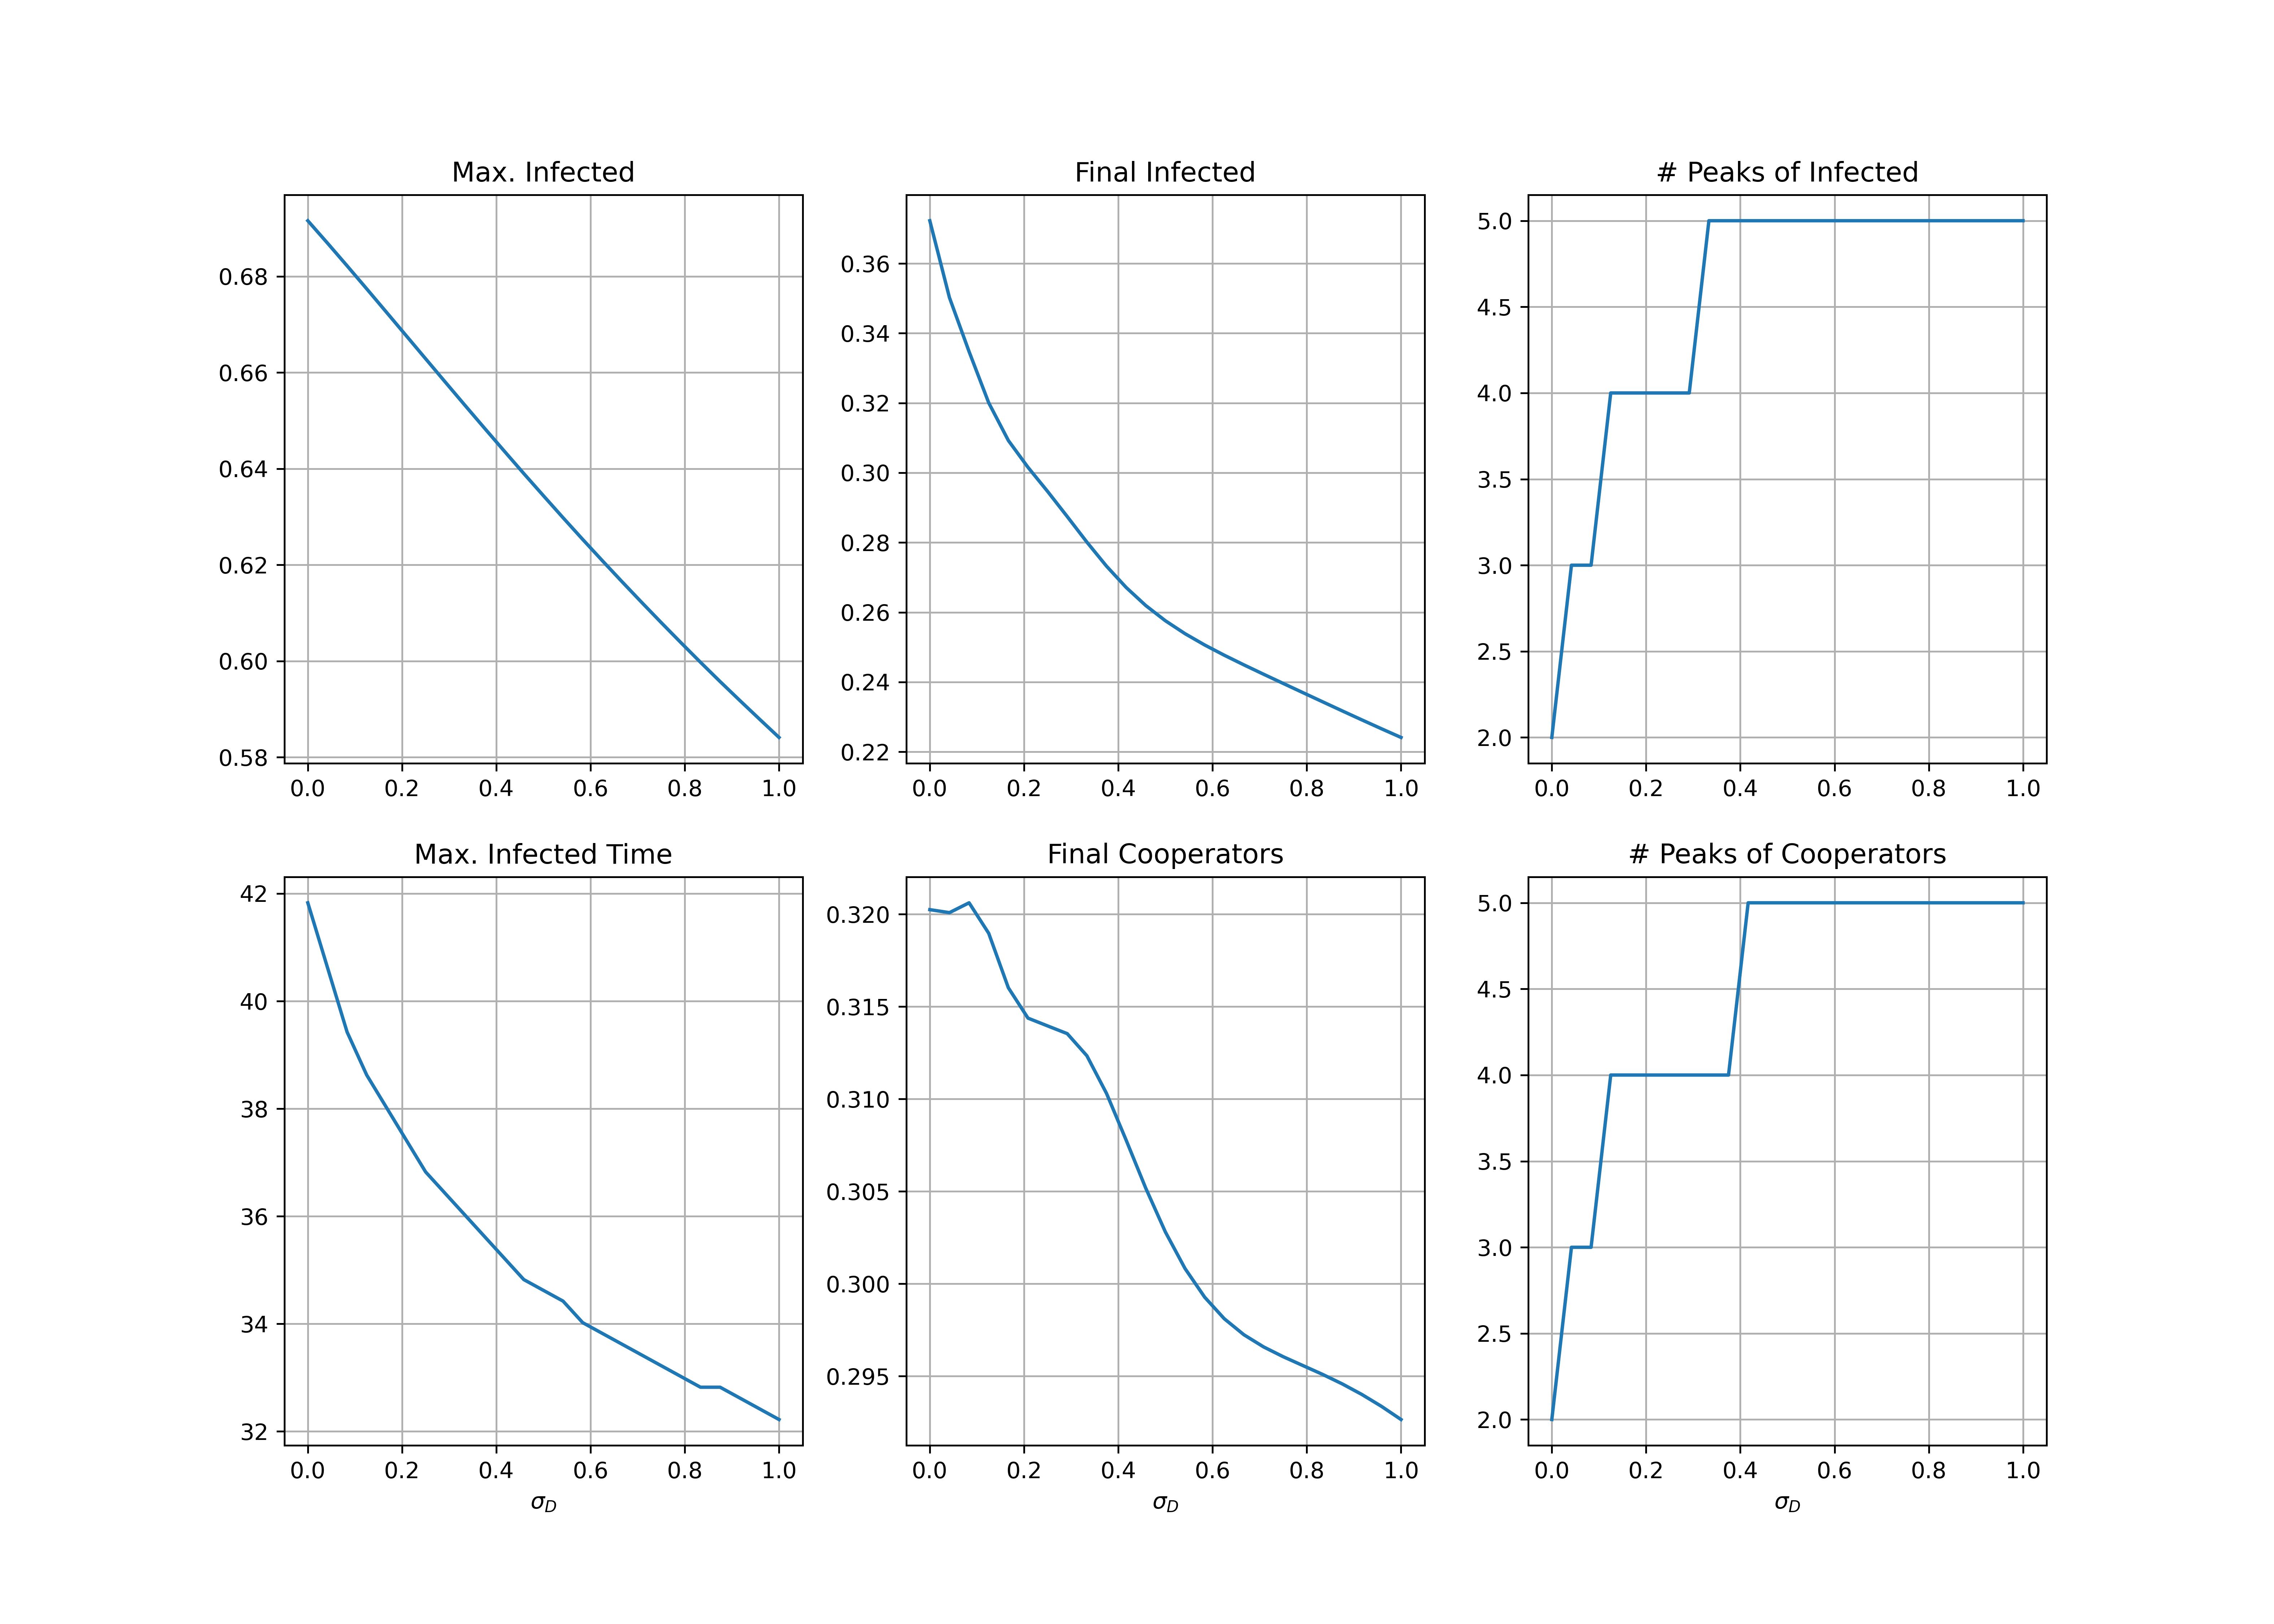 Max. Infected
Final Infected
# Peaks of Infected
0.68
0.66
0.64
0.62
0.60
0.58
0.0 0.2 0.4 0.6 0.8 1.0
0.36
0.34
0.32
0.30
0.28
0.26
0.24
0.22
0.0 0.2 0.4 0.6 0.8 1.0
5.0
4.5
4.0
3.5
3.0
2.5
2.0
0.0 0.2 0.4 0.6 0.8 1.0
Max. Infected Time
Final Cooperators
# Peaks of Cooperators
42
40
38
36
34
32
0.0 0.2 0.4 0.6 0.8 1.0
σ_D
0.320
0.315
0.310
0.305
0.300
0.295
0.0 0.2 0.4 0.6 0.8 1.0
σ_D
5.0
4.5
4.0
3.5
3.0
2.5
2.0
0.0 0.2 0.4 0.6 0.8 1.0
σ_D